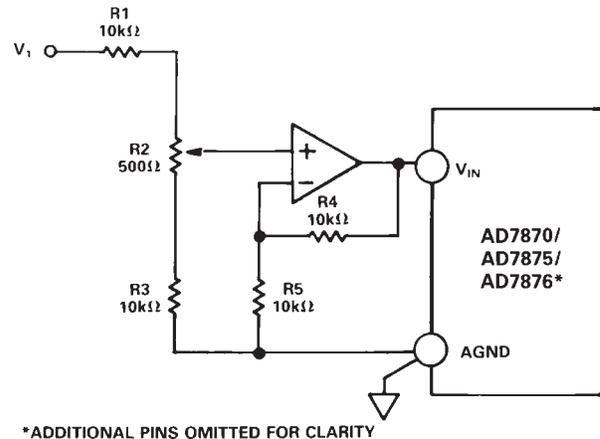 R1
10kΩ
V₁
R2
500Ω
+
−
VIN
R4
10kΩ
AD7870/
AD7875/
AD7876*
R3
10kΩ
R5
10kΩ
AGND
*ADDITIONAL PINS OMITTED FOR CLARITY